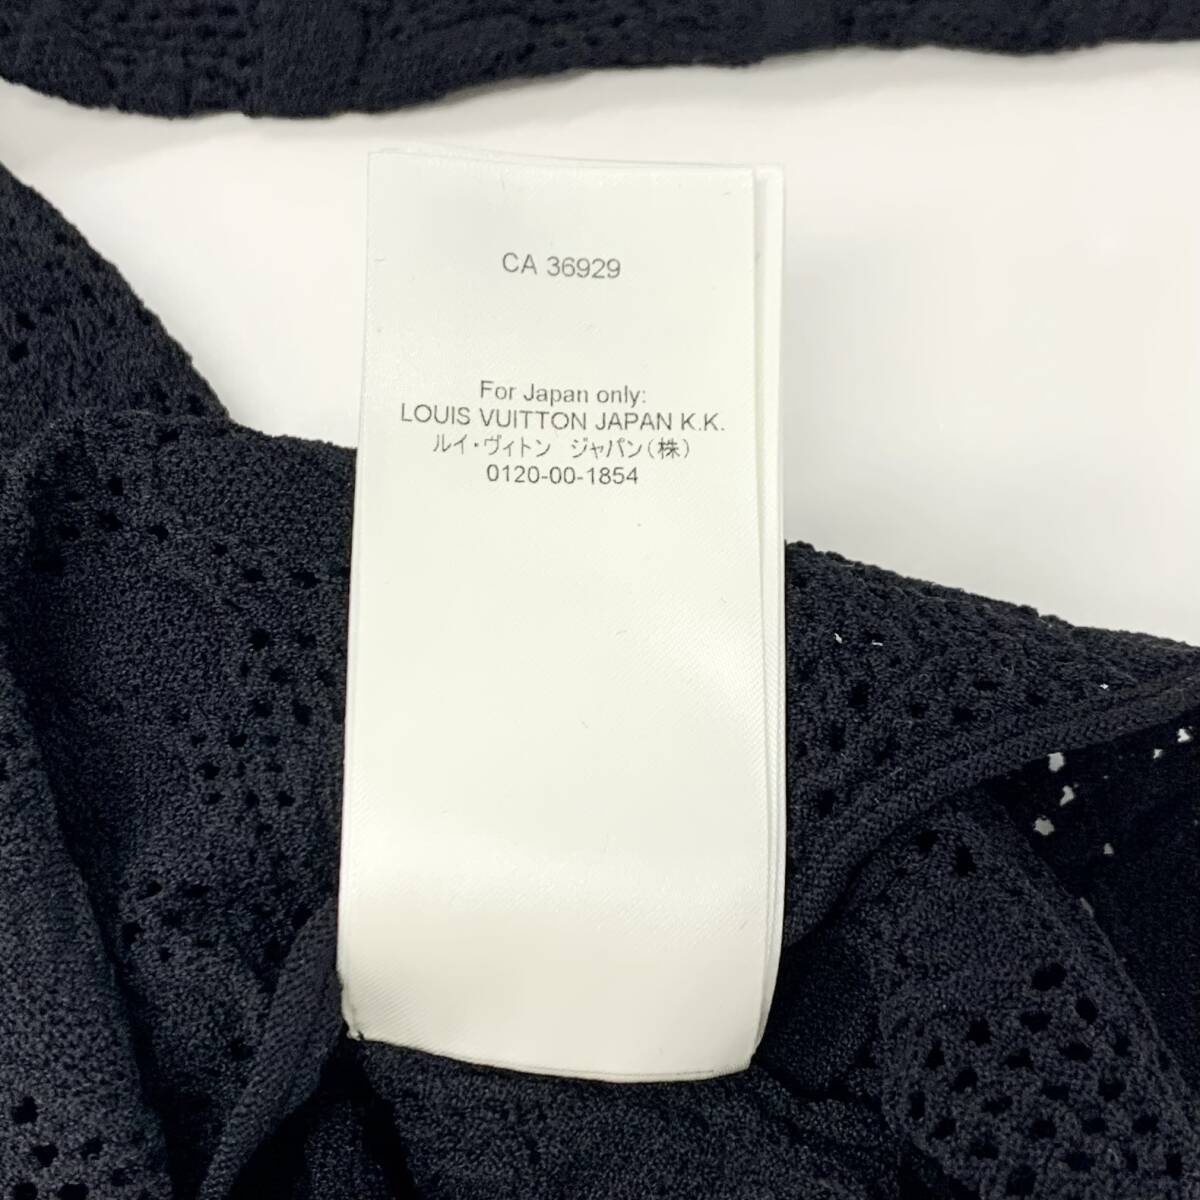 CA 36929
For Japan only:
LOUIS VUITTON JAPAN K.K.
ルイ・ヴィトン　ジャパン（株）
0120-00-1854